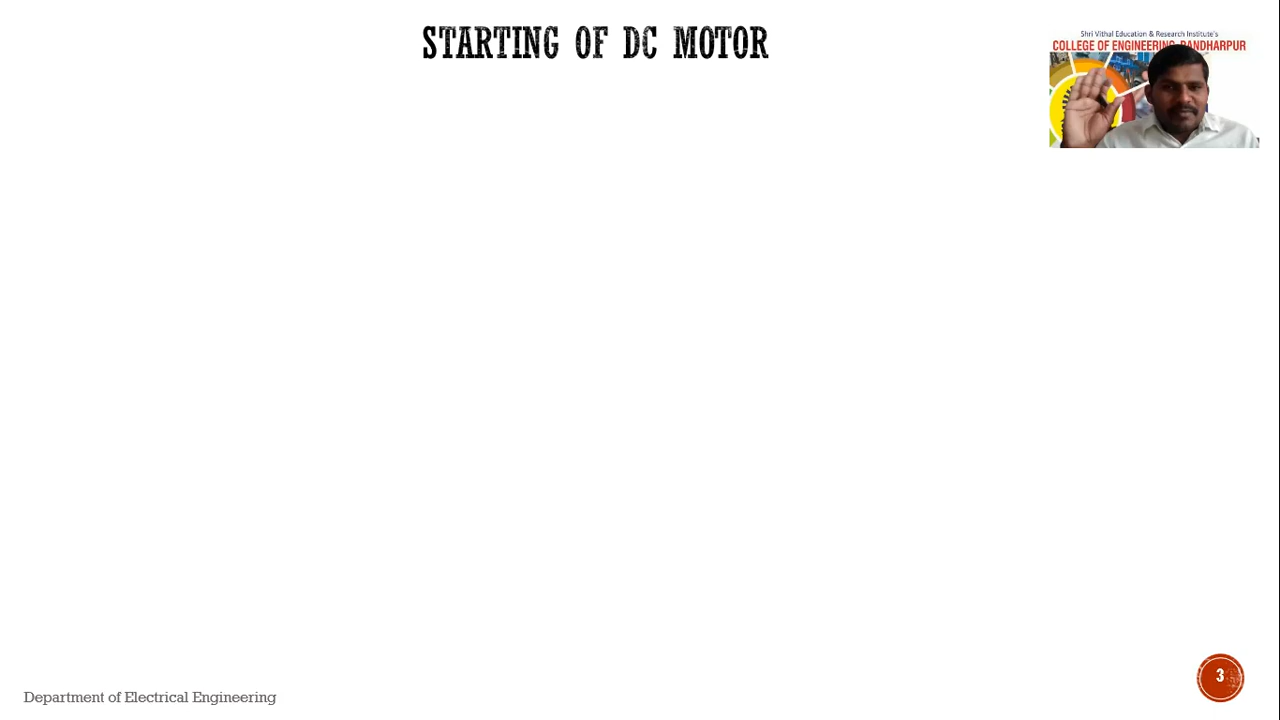 STARTING OF DC MOTOR
Shri Vithal Education & Research Institute's
COLLEGE OF ENGINEERING, PANDHARPUR
Department of Electrical Engineering
3